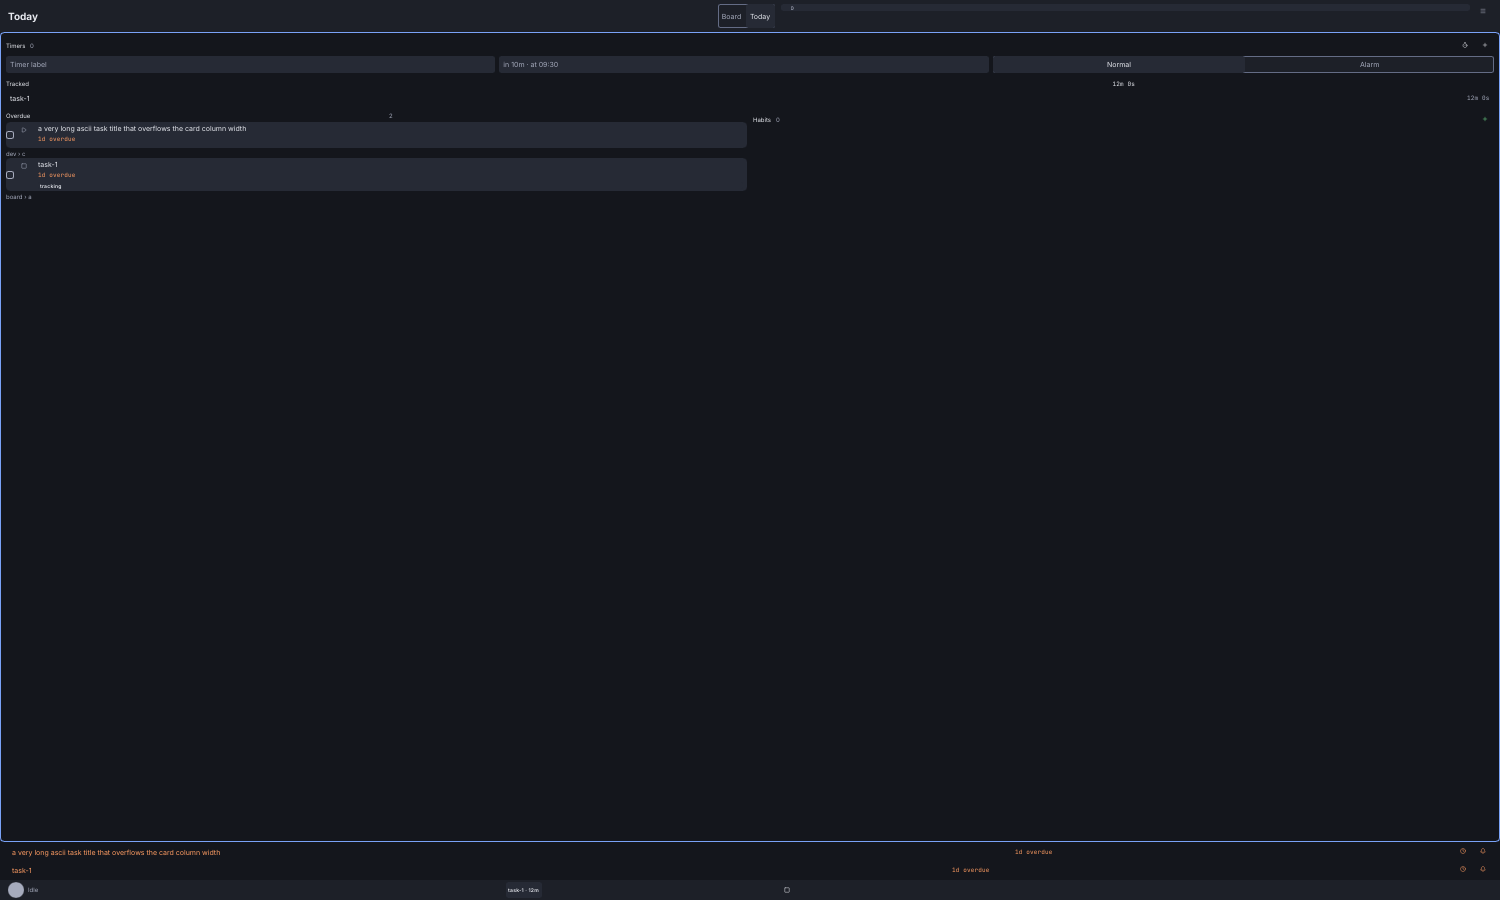 Today
Board
Today
Timers 0
Timer label
in 10m · at 09:30
Normal
Alarm
Tracked
12m 0s
task-1
12m 0s
Overdue
2
a very long ascii task title that overflows the card column width
1d overdue
dev › c
task-1
1d overdue
tracking
board › a
Habits 0
a very long ascii task title that overflows the card column width
1d overdue
task-1
1d overdue
Idle
task-1 · 12m